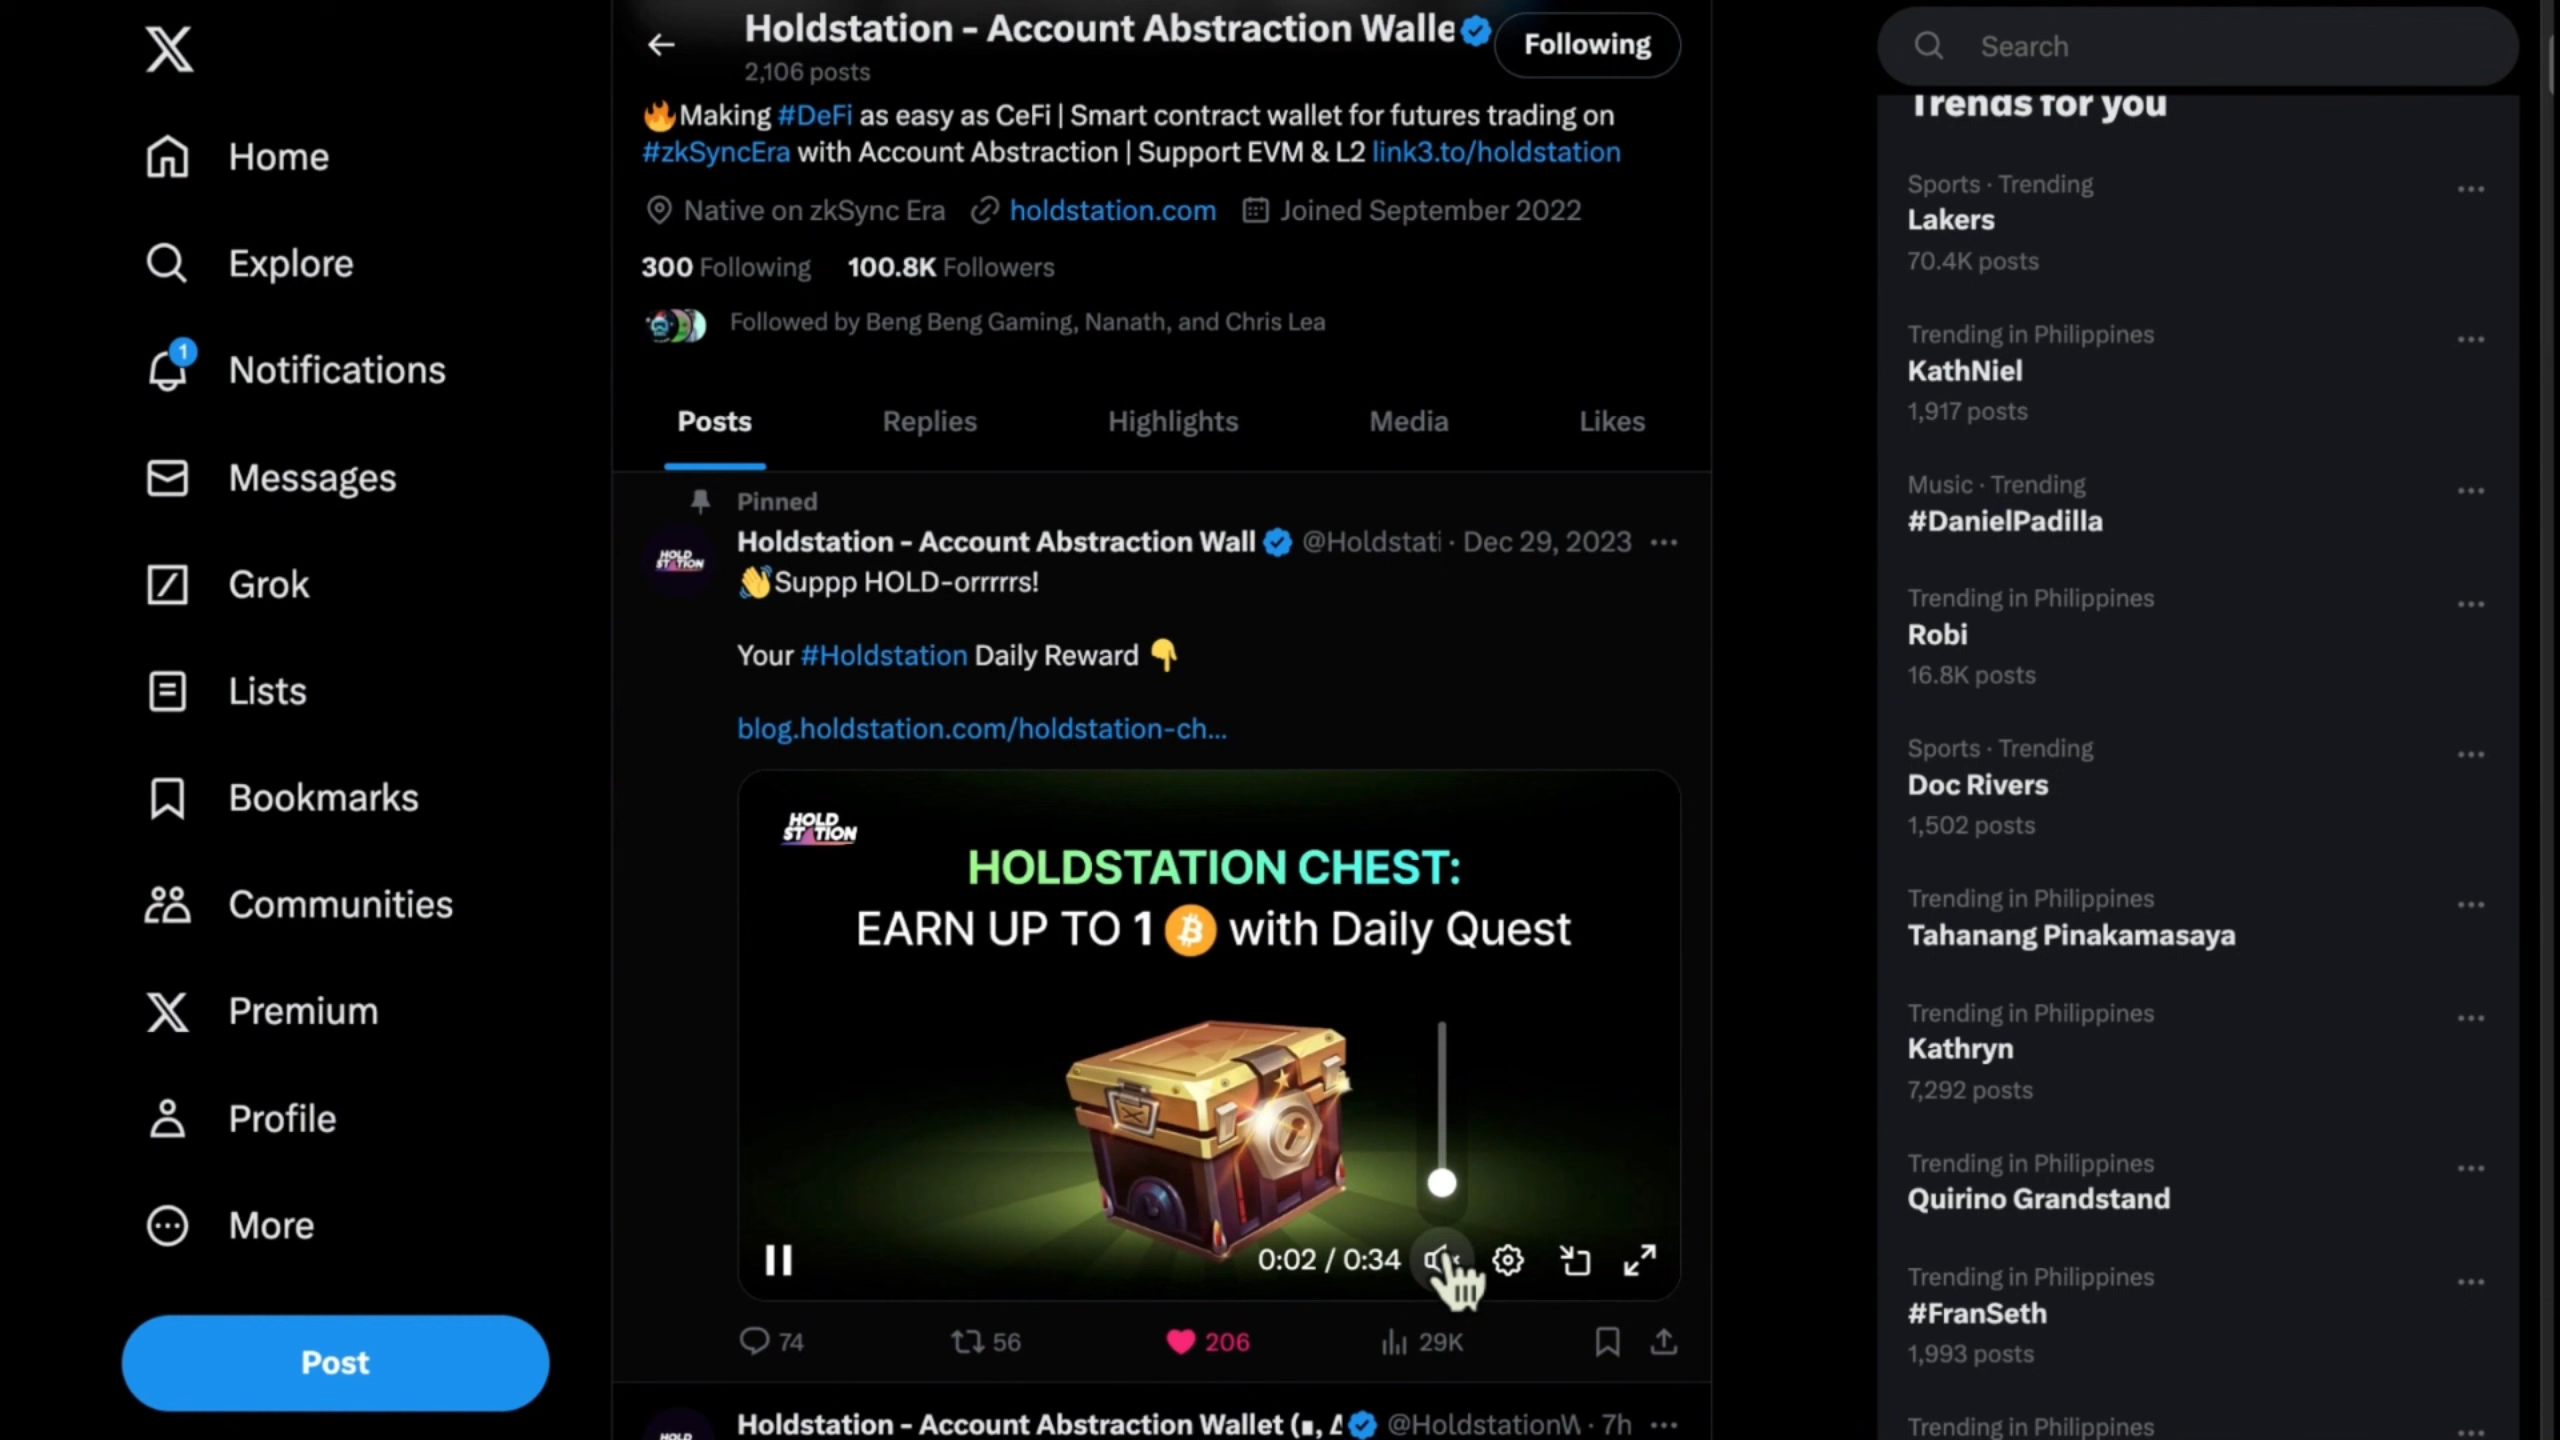 Home
Explore
1
Notifications
Messages
Grok
Lists
Bookmarks
Communities
Premium
Profile
More
Post
Holdstation - Account Abstraction Walle
Following
2,106 posts
🔥Making #DeFi as easy as CeFi | Smart contract wallet for futures trading on
#zkSyncEra with Account Abstraction | Support EVM & L2 link3.to/holdstation
Native on zkSync Era holdstation.com Joined September 2022
300 Following 100.8K Followers
Followed by Beng Beng Gaming, Nanath, and Chris Lea
Posts Replies Highlights Media Likes
Pinned
HOLD
STATION
Holdstation - Account Abstraction Wall @Holdstati · Dec 29, 2023 ···
👋Suppp HOLD-orrrrrs!
Your #Holdstation Daily Reward 👇
blog.holdstation.com/holdstation-ch...
HOLD
STATION
HOLDSTATION CHEST:
EARN UP TO 1 ₿ with Daily Quest
0:02 / 0:34
74 56 206 29K
HOLD
Holdstation - Account Abstraction Wallet @HoldstationW · 7h ···
Search
Trends for you
Sports · Trending
Lakers
70.4K posts
Trending in Philippines
KathNiel
1,917 posts
Music · Trending
#DanielPadilla
Trending in Philippines
Robi
16.8K posts
Sports · Trending
Doc Rivers
1,502 posts
Trending in Philippines
Tahanang Pinakamasaya
Trending in Philippines
Kathryn
7,292 posts
Trending in Philippines
Quirino Grandstand
Trending in Philippines
#FranSeth
1,993 posts
Trending in Philippines